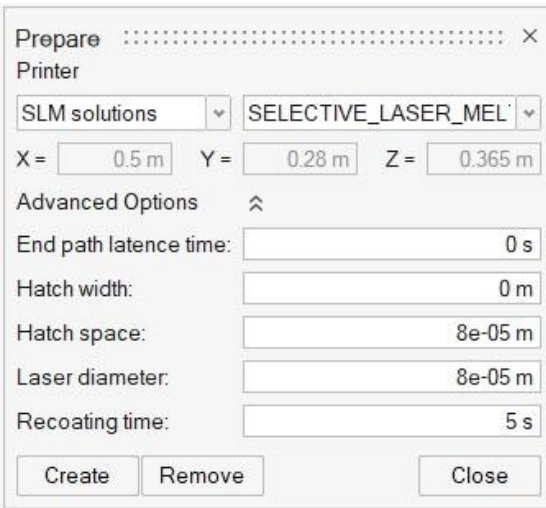 Prepare
Printer
SLM solutions SELECTIVE_LASER_MEL
X = 0.5 m Y = 0.28 m Z = 0.365 m
Advanced Options
End path latence time: 0 s
Hatch width: 0 m
Hatch space: 8e-05 m
Laser diameter: 8e-05 m
Recoating time: 5 s
Create Remove Close